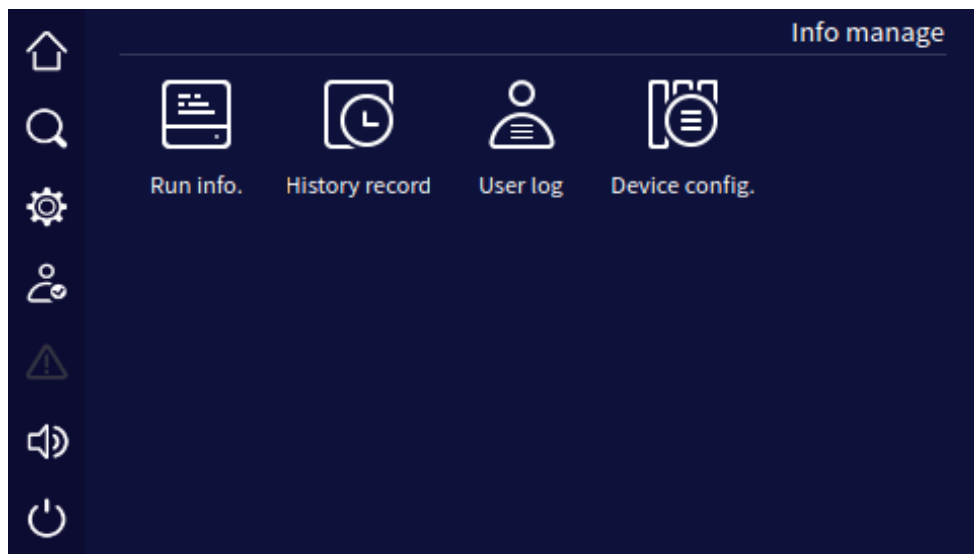 Info manage
Run info.
History record
User log
Device config.